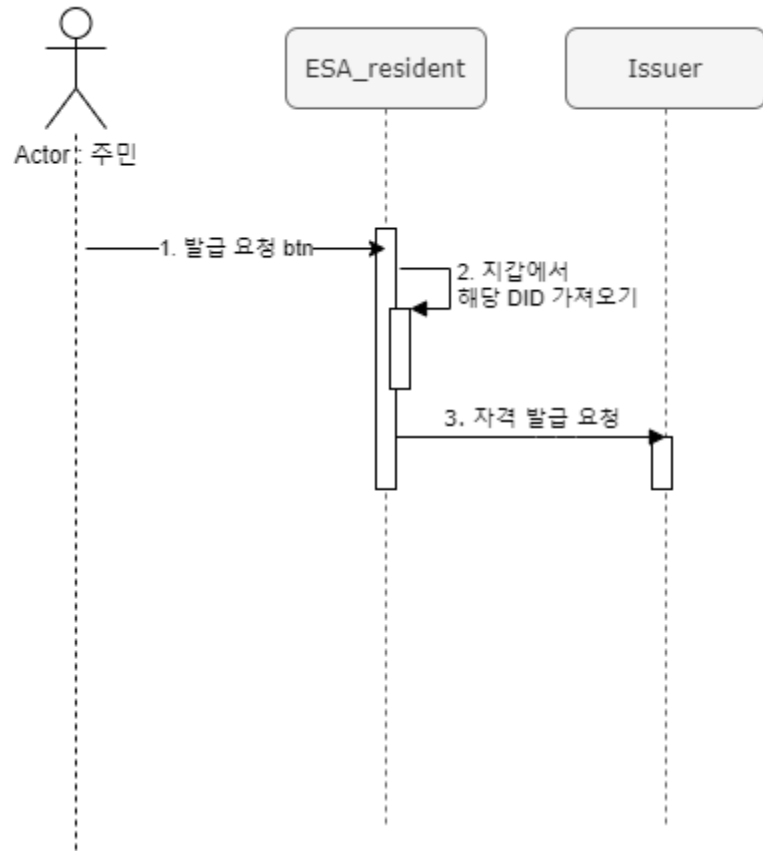 ESA_resident
Issuer
Actor : 주민
1. 발급 요청 btn
2. 지갑에서
해당 DID 가져오기
3. 자격 발급 요청